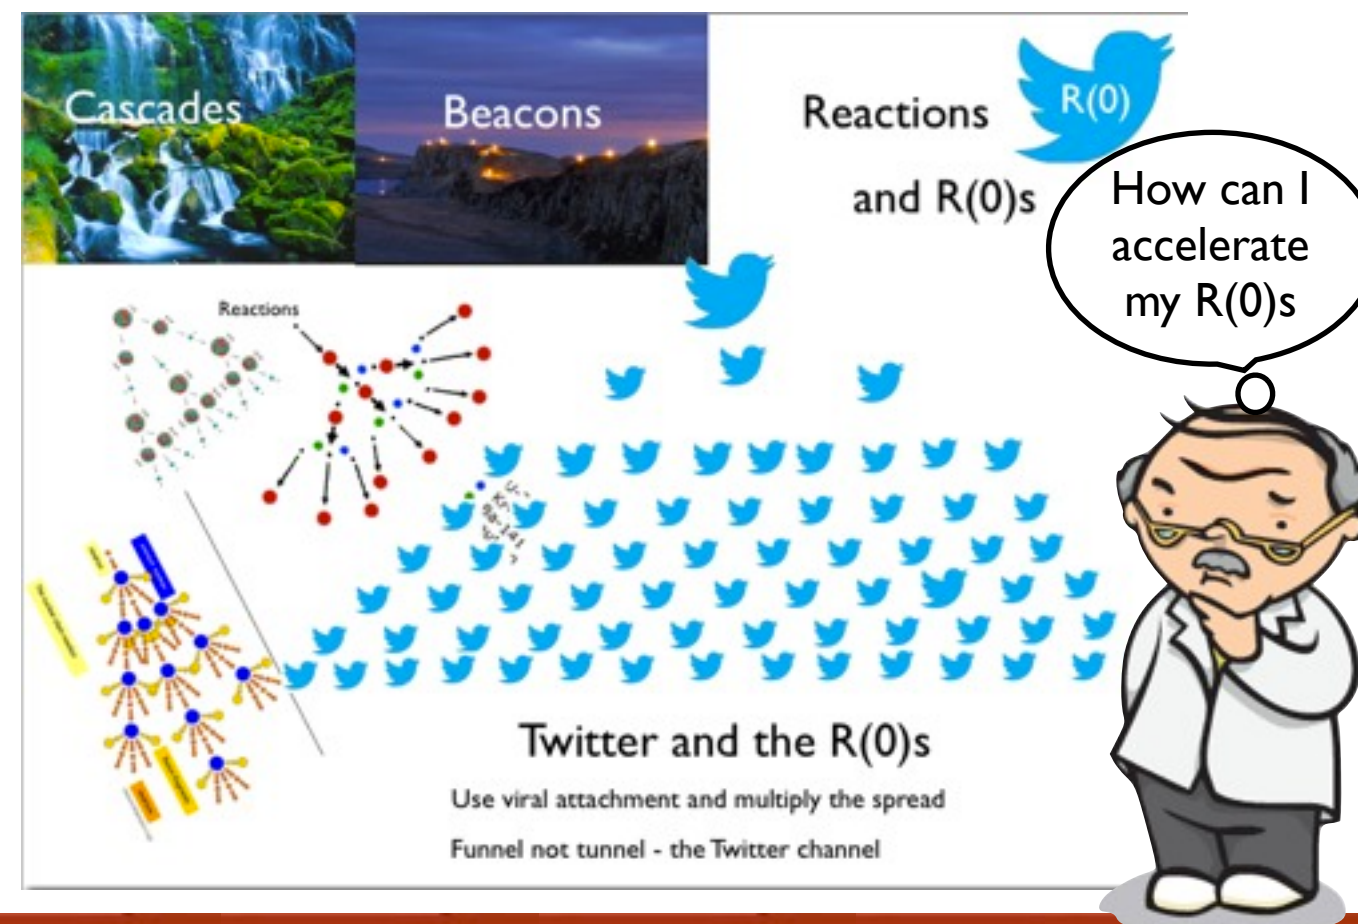 Cascades
Beacons
Reactions
R(0)
and R(0)s
How can I
accelerate
my R(0)s
Reactions
Twitter and the R(0)s
Use viral attachment and multiply the spread
Funnel not tunnel - the Twitter channel